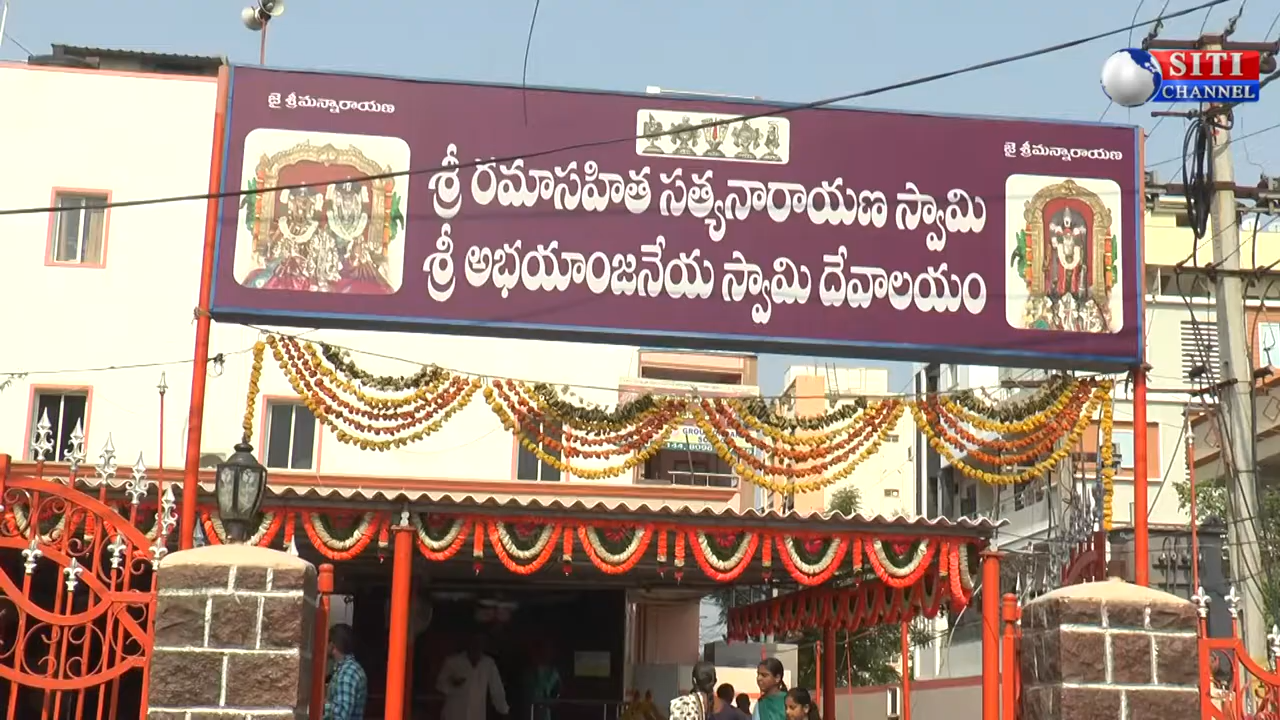 SITI
CHANNEL
జై శ్రీమన్నారాయణ
జై శ్రీమన్నారాయణ
శ్రీ రమాసహిత సత్యనారాయణ స్వామి
శ్రీ అభయాంజనేయ స్వామి దేవాలయం